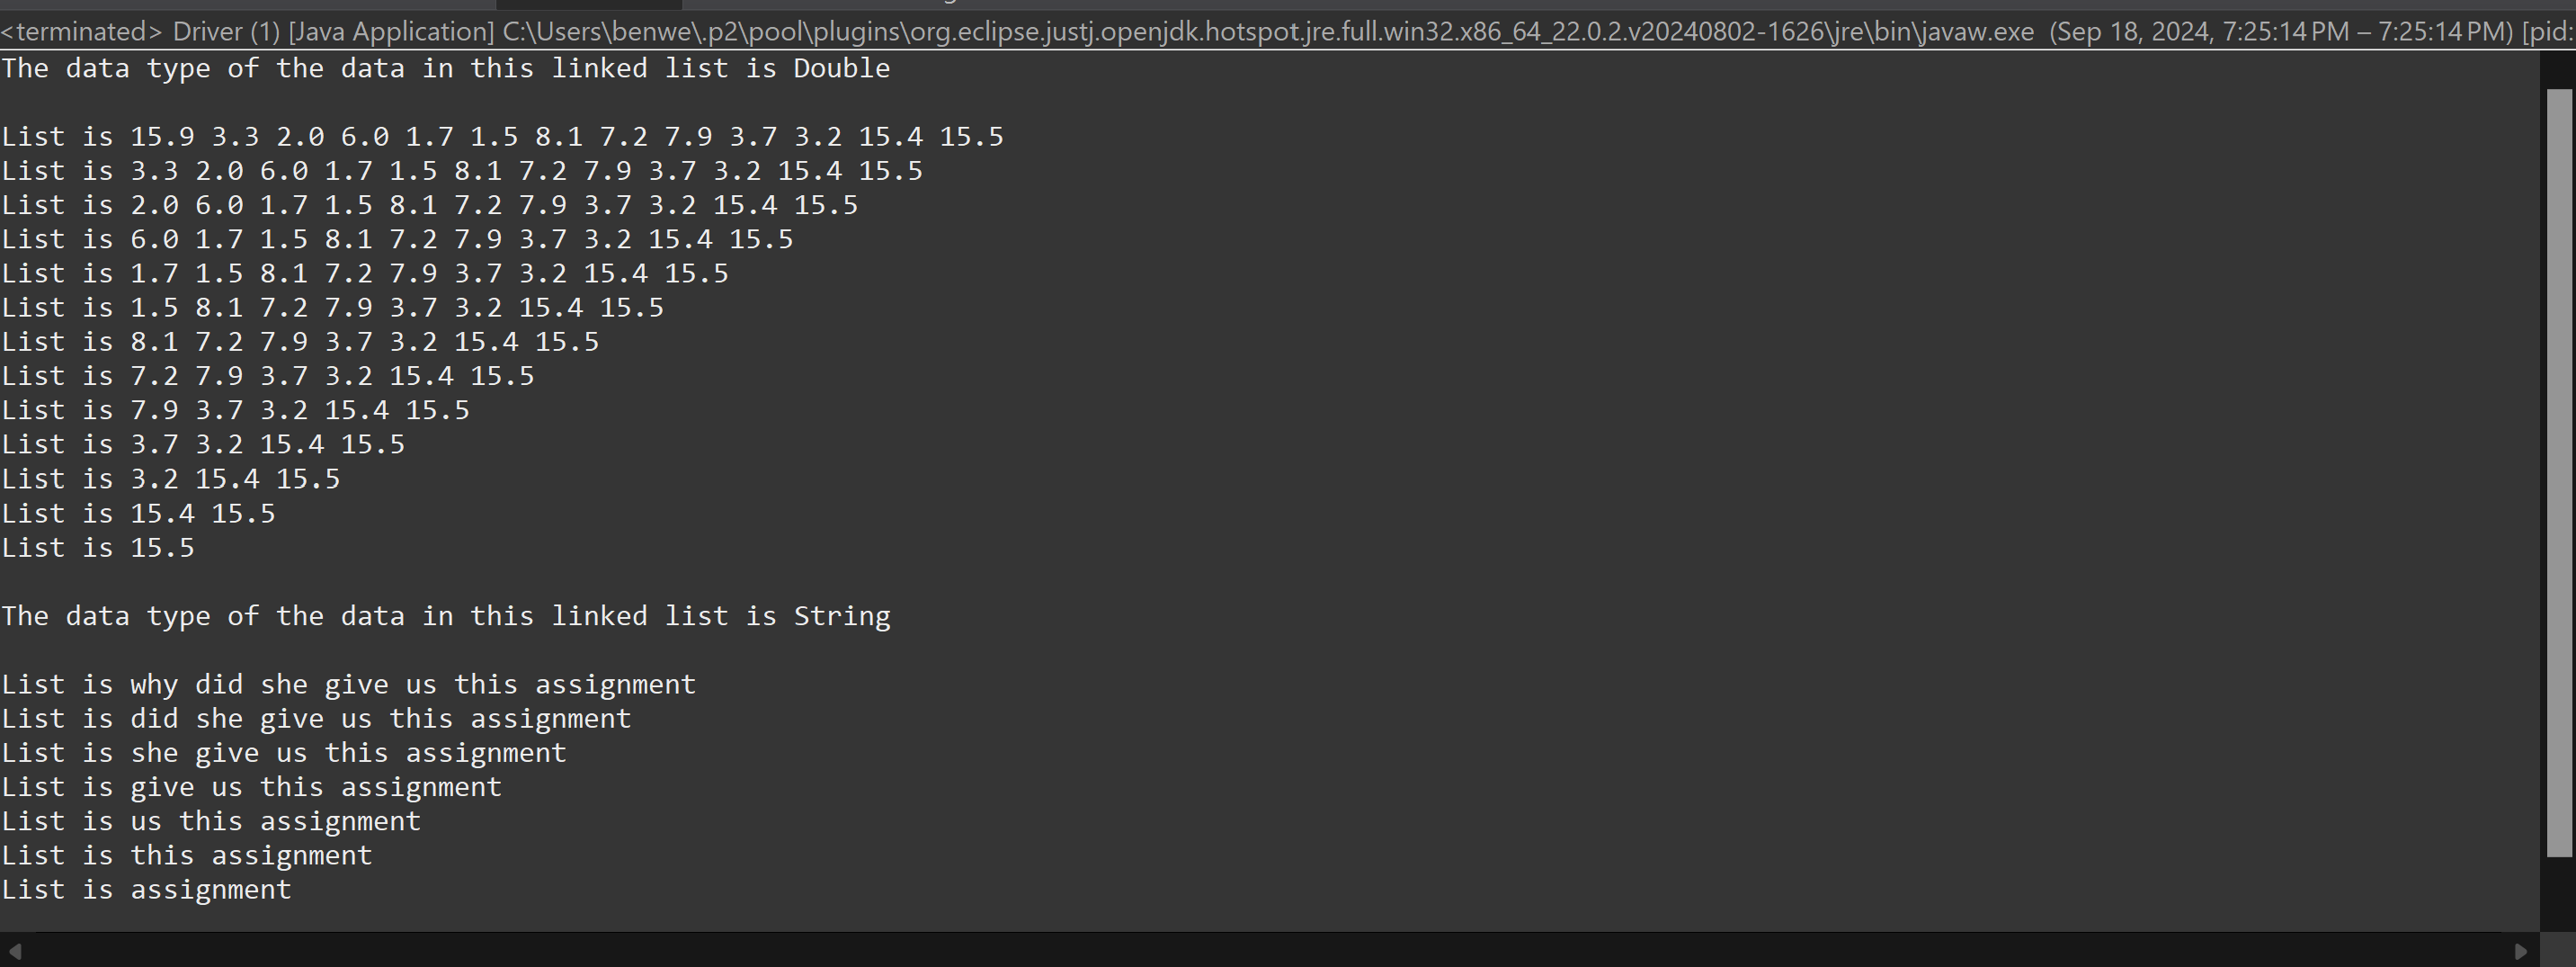 <terminated> Driver (1) [Java Application] C:\Users\benwe\.p2\pool\plugins\org.eclipse.justj.openjdk.hotspot.jre.full.win32.x86_64_22.0.2.v20240802-1626\jre\bin\javaw.exe (Sep 18, 2024, 7:25:14 PM – 7:25:14 PM) [pid:
The data type of the data in this linked list is Double
List is 15.9 3.3 2.0 6.0 1.7 1.5 8.1 7.2 7.9 3.7 3.2 15.4 15.5
List is 3.3 2.0 6.0 1.7 1.5 8.1 7.2 7.9 3.7 3.2 15.4 15.5
List is 2.0 6.0 1.7 1.5 8.1 7.2 7.9 3.7 3.2 15.4 15.5
List is 6.0 1.7 1.5 8.1 7.2 7.9 3.7 3.2 15.4 15.5
List is 1.7 1.5 8.1 7.2 7.9 3.7 3.2 15.4 15.5
List is 1.5 8.1 7.2 7.9 3.7 3.2 15.4 15.5
List is 8.1 7.2 7.9 3.7 3.2 15.4 15.5
List is 7.2 7.9 3.7 3.2 15.4 15.5
List is 7.9 3.7 3.2 15.4 15.5
List is 3.7 3.2 15.4 15.5
List is 3.2 15.4 15.5
List is 15.4 15.5
List is 15.5
The data type of the data in this linked list is String
List is why did she give us this assignment
List is did she give us this assignment
List is she give us this assignment
List is give us this assignment
List is us this assignment
List is this assignment
List is assignment